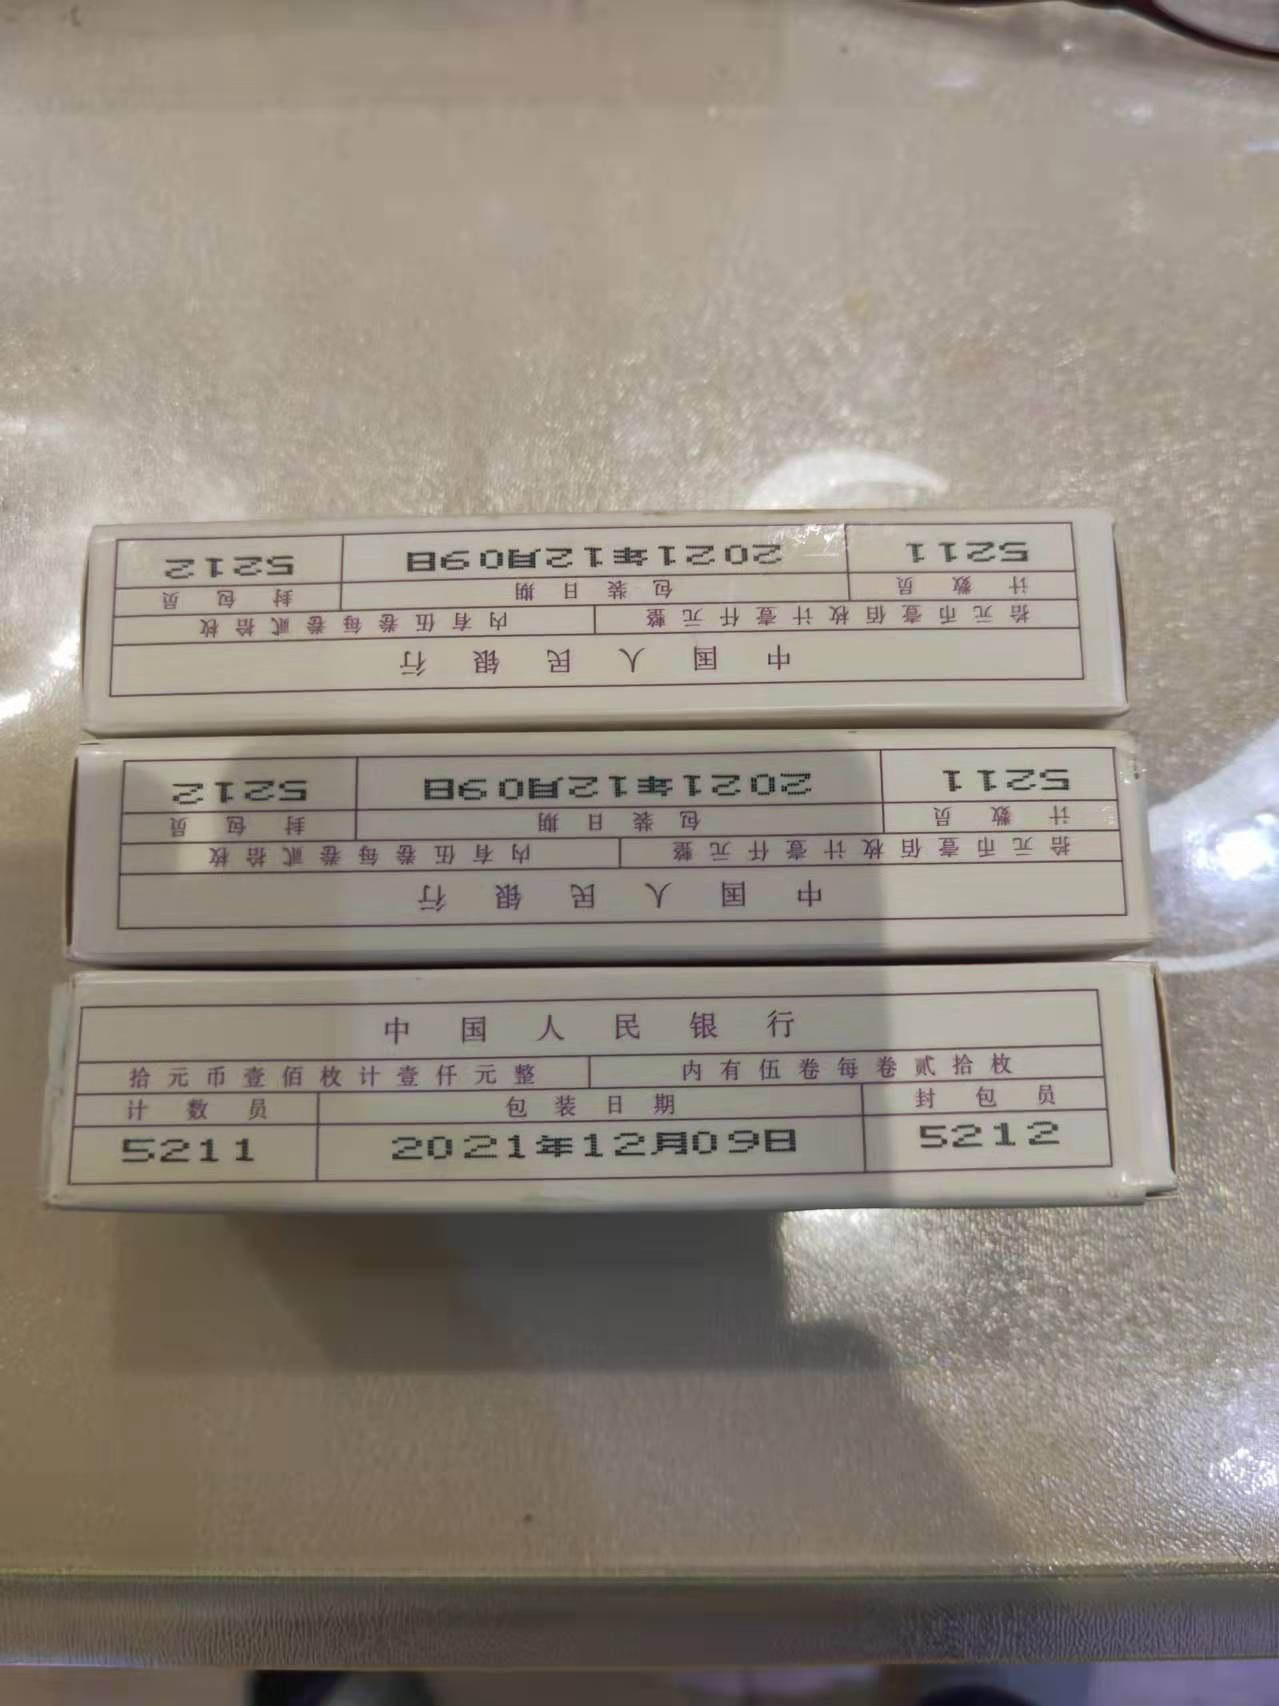 5211 2021年12月09日 5212
计数员 包装日期 封包员
拾元币壹佰枚计壹仟元整 内有伍卷每卷贰拾枚
中国人民银行
5211 2021年12月09日 5212
计数员 包装日期 封包员
拾元币壹佰枚计壹仟元整 内有伍卷每卷贰拾枚
中国人民银行
中国人民银行
拾元币壹佰枚计壹仟元整 内有伍卷每卷贰拾枚
计数员 包装日期 封包员
5211 2021年12月09日 5212